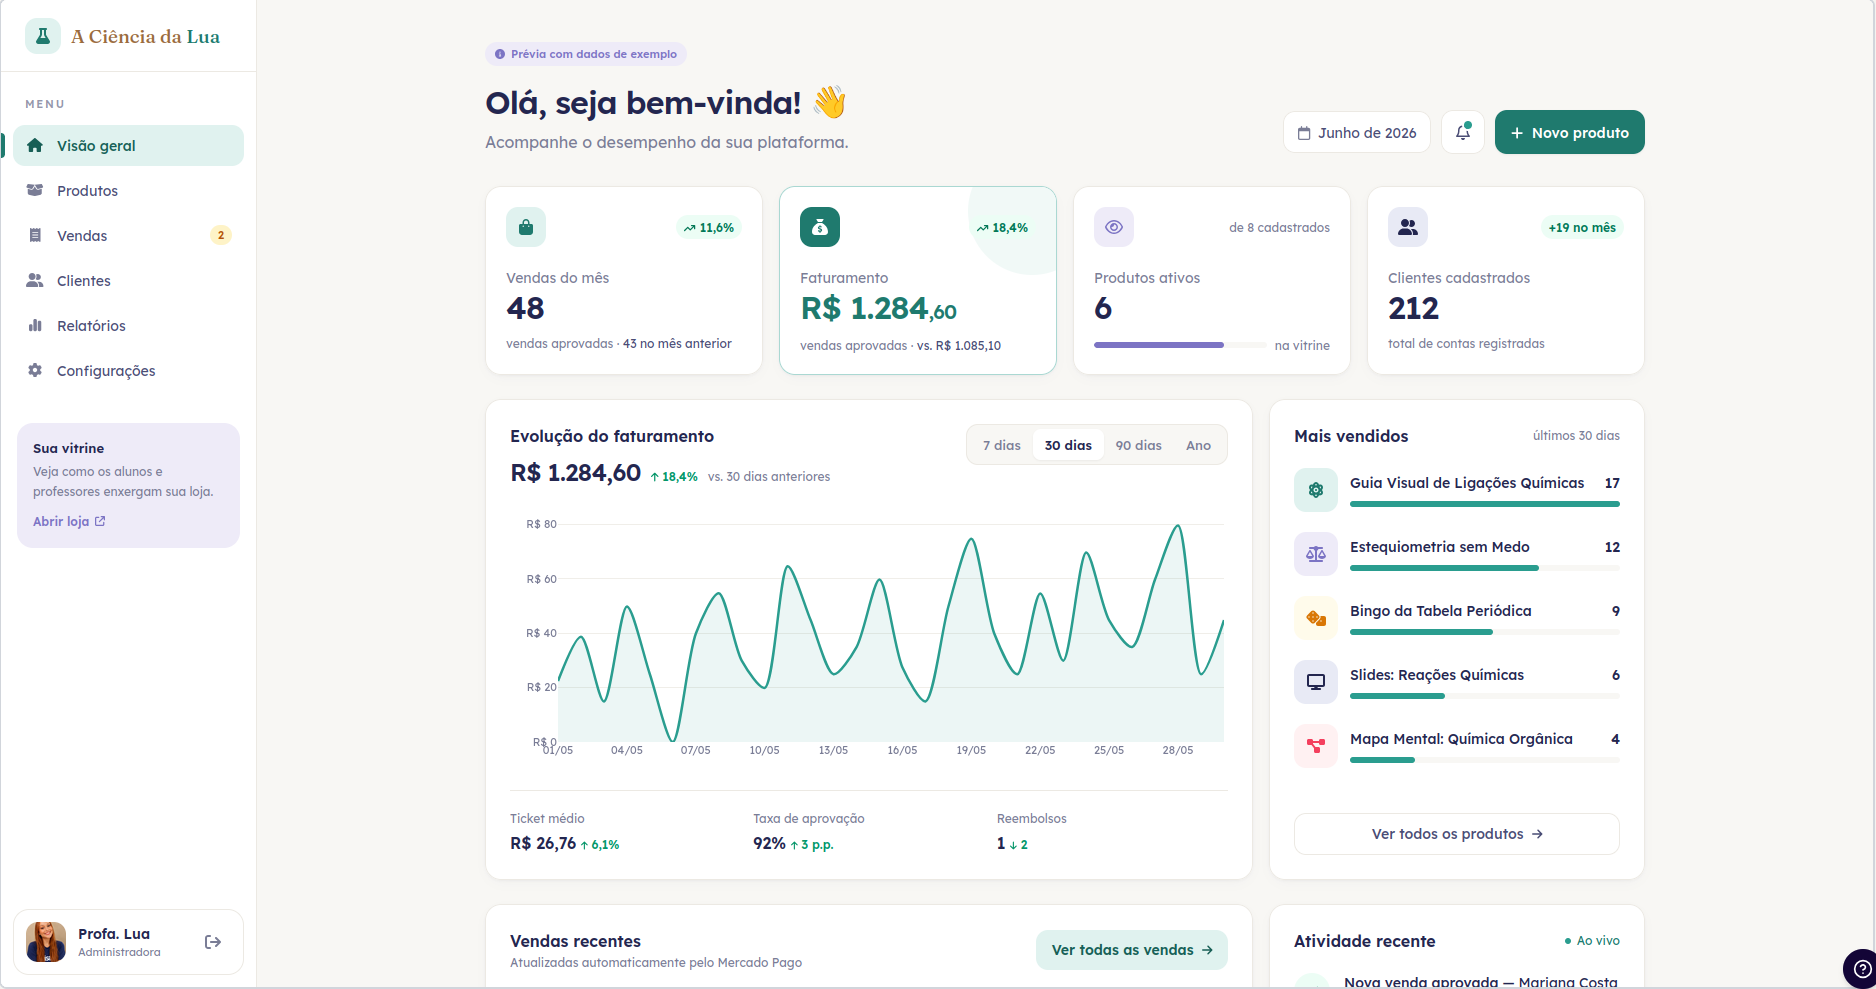 A Ciência da Lua
MENU
Visão geral
Produtos
Vendas
2
Clientes
Relatórios
Configurações
Sua vitrine
Veja como os alunos e
professores enxergam sua loja.
Abrir loja
Profa. Lua
Administradora
Prévia com dados de exemplo
Olá, seja bem-vinda! 👋
Acompanhe o desempenho da sua plataforma.
Junho de 2026
+ Novo produto
11,6%
Vendas do mês
48
vendas aprovadas · 43 no mês anterior
18,4%
Faturamento
R$ 1.284,60
vendas aprovadas · vs. R$ 1.085,10
de 8 cadastrados
Produtos ativos
6
na vitrine
+19 no mês
Clientes cadastrados
212
total de contas registradas
Evolução do faturamento
R$ 1.284,60 ↑ 18,4% vs. 30 dias anteriores
7 dias 30 dias 90 dias Ano
R$ 80
R$ 60
R$ 40
R$ 20
R$ 0
01/05 04/05 07/05 10/05 13/05 16/05 19/05 22/05 25/05 28/05
Ticket médio
R$ 26,76 ↑ 6,1%
Taxa de aprovação
92% ↑ 3 p.p.
Reembolsos
1 ↓ 2
Mais vendidos
últimos 30 dias
Guia Visual de Ligações Químicas 17
Estequiometria sem Medo 12
Bingo da Tabela Periódica 9
Slides: Reações Químicas 6
Mapa Mental: Química Orgânica 4
Ver todos os produtos →
Vendas recentes
Atualizadas automaticamente pelo Mercado Pago
Ver todas as vendas →
Atividade recente
Ao vivo
Nova venda aprovada — Mariana Costa